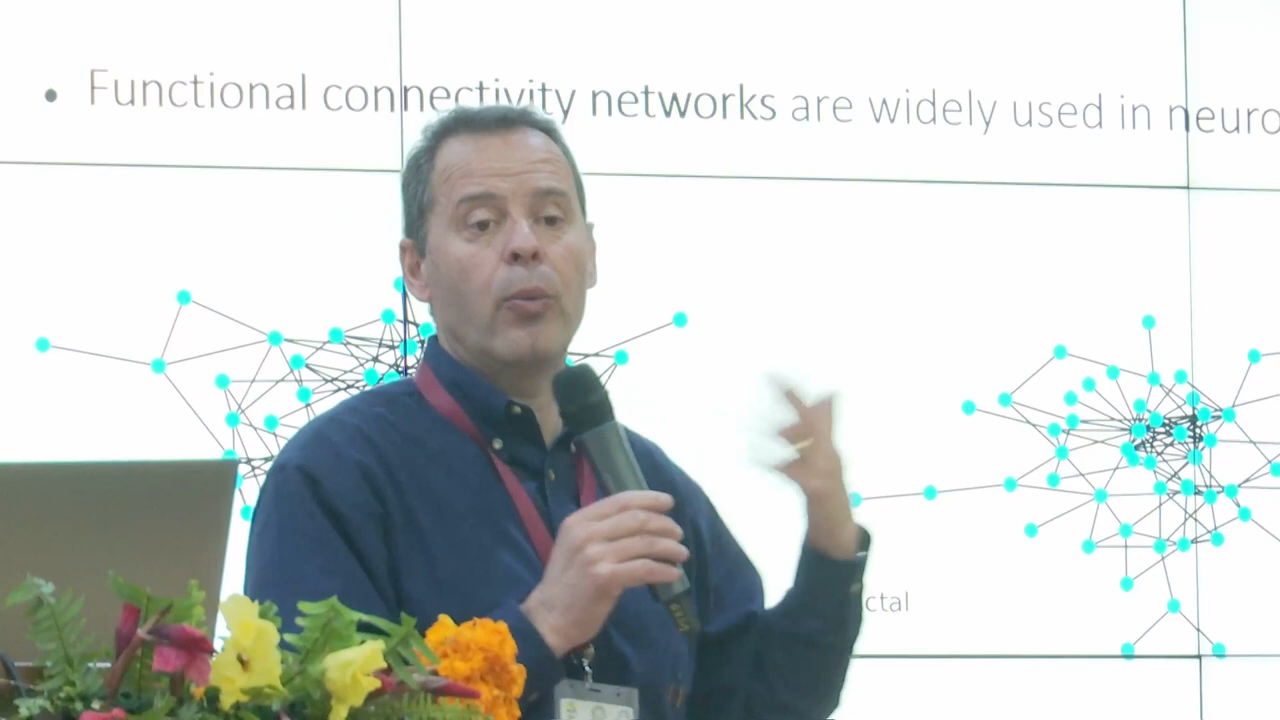 • Functional connectivity networks are widely used in neuro
ctal